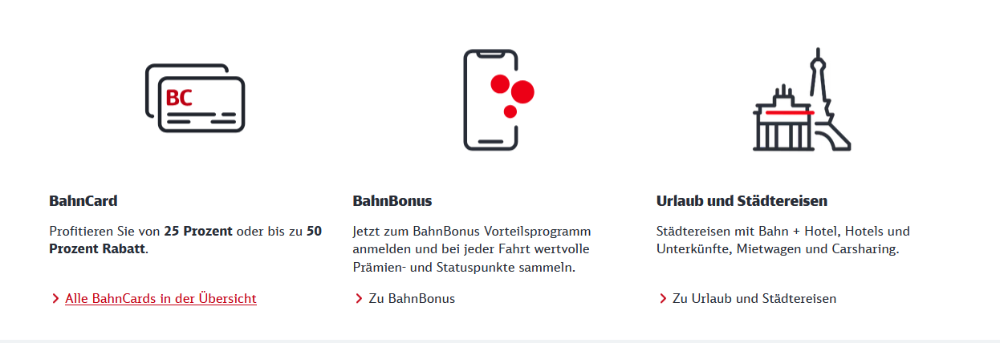 BC
BahnCard
Profitieren Sie von 25 Prozent oder bis zu 50
Prozent Rabatt.
Alle BahnCards in der Übersicht
BahnBonus
Jetzt zum BahnBonus Vorteilsprogramm
anmelden und bei jeder Fahrt wertvolle
Prämien- und Statuspunkte sammeln.
Zu BahnBonus
Urlaub und Städtereisen
Städtereisen mit Bahn + Hotel, Hotels und
Unterkünfte, Mietwagen und Carsharing.
Zu Urlaub und Städtereisen